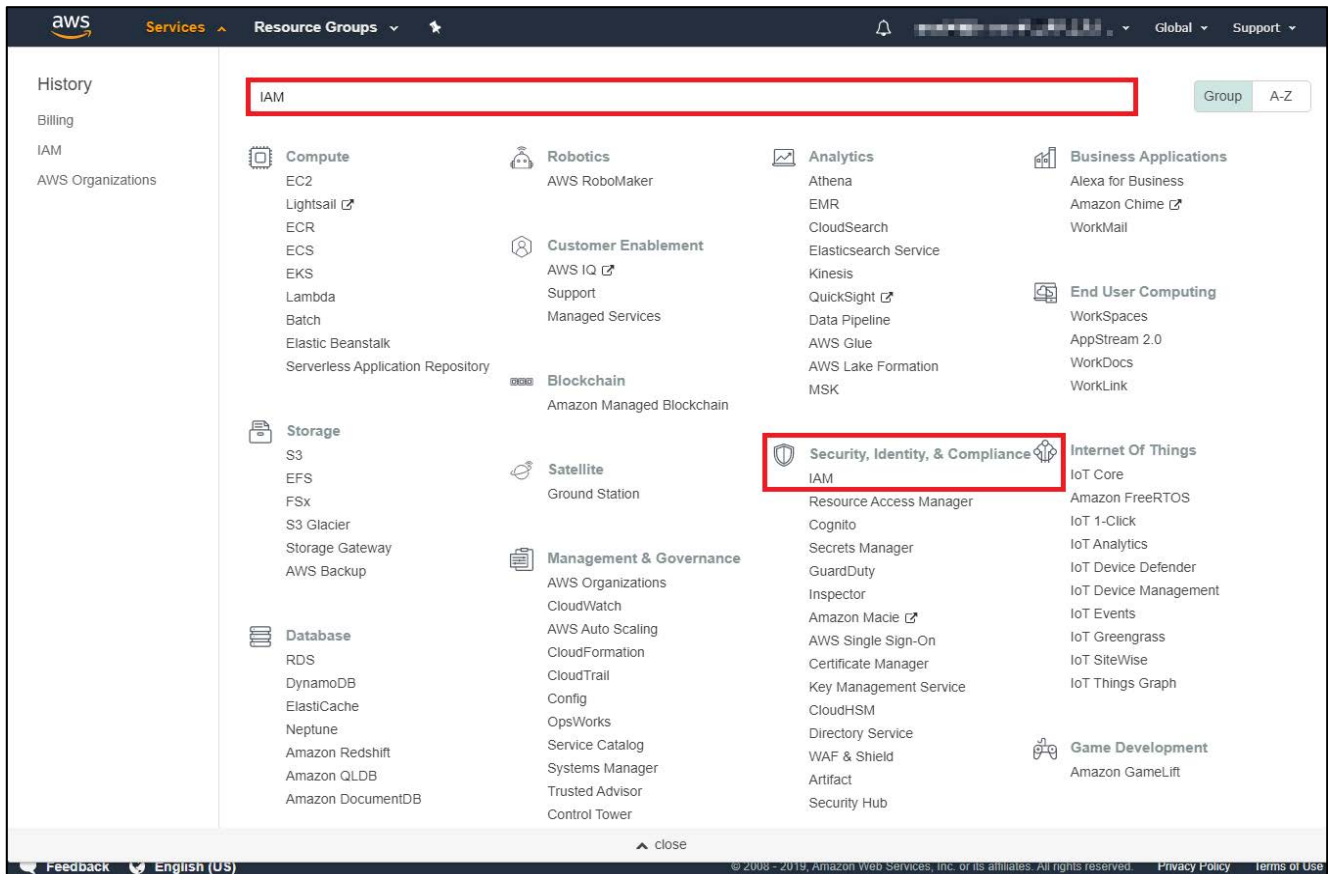 aws
Services
Resource Groups
Global
Support
History
Billing
IAM
AWS Organizations
IAM
Group
A-Z
Compute
EC2
Lightsail
ECR
ECS
EKS
Lambda
Batch
Elastic Beanstalk
Serverless Application Repository
Storage
S3
EFS
FSx
S3 Glacier
Storage Gateway
AWS Backup
Database
RDS
DynamoDB
ElastiCache
Neptune
Amazon Redshift
Amazon QLDB
Amazon DocumentDB
Robotics
AWS RoboMaker
Customer Enablement
AWS IQ
Support
Managed Services
Blockchain
Amazon Managed Blockchain
Satellite
Ground Station
Management & Governance
AWS Organizations
CloudWatch
AWS Auto Scaling
CloudFormation
CloudTrail
Config
OpsWorks
Service Catalog
Systems Manager
Trusted Advisor
Control Tower
Analytics
Athena
EMR
CloudSearch
Elasticsearch Service
Kinesis
QuickSight
Data Pipeline
AWS Glue
AWS Lake Formation
MSK
Security, Identity, & Compliance
IAM
Resource Access Manager
Cognito
Secrets Manager
GuardDuty
Inspector
Amazon Macie
AWS Single Sign-On
Certificate Manager
Key Management Service
CloudHSM
Directory Service
WAF & Shield
Artifact
Security Hub
Business Applications
Alexa for Business
Amazon Chime
WorkMail
End User Computing
WorkSpaces
AppStream 2.0
WorkDocs
WorkLink
Internet Of Things
IoT Core
Amazon FreeRTOS
IoT 1-Click
IoT Analytics
IoT Device Defender
IoT Device Management
IoT Events
IoT Greengrass
IoT SiteWise
IoT Things Graph
Game Development
Amazon GameLift
close
Feedback
English (US)
© 2008 - 2019, Amazon Web Services, Inc. or its affiliates. All rights reserved.
Privacy Policy
Terms of Use